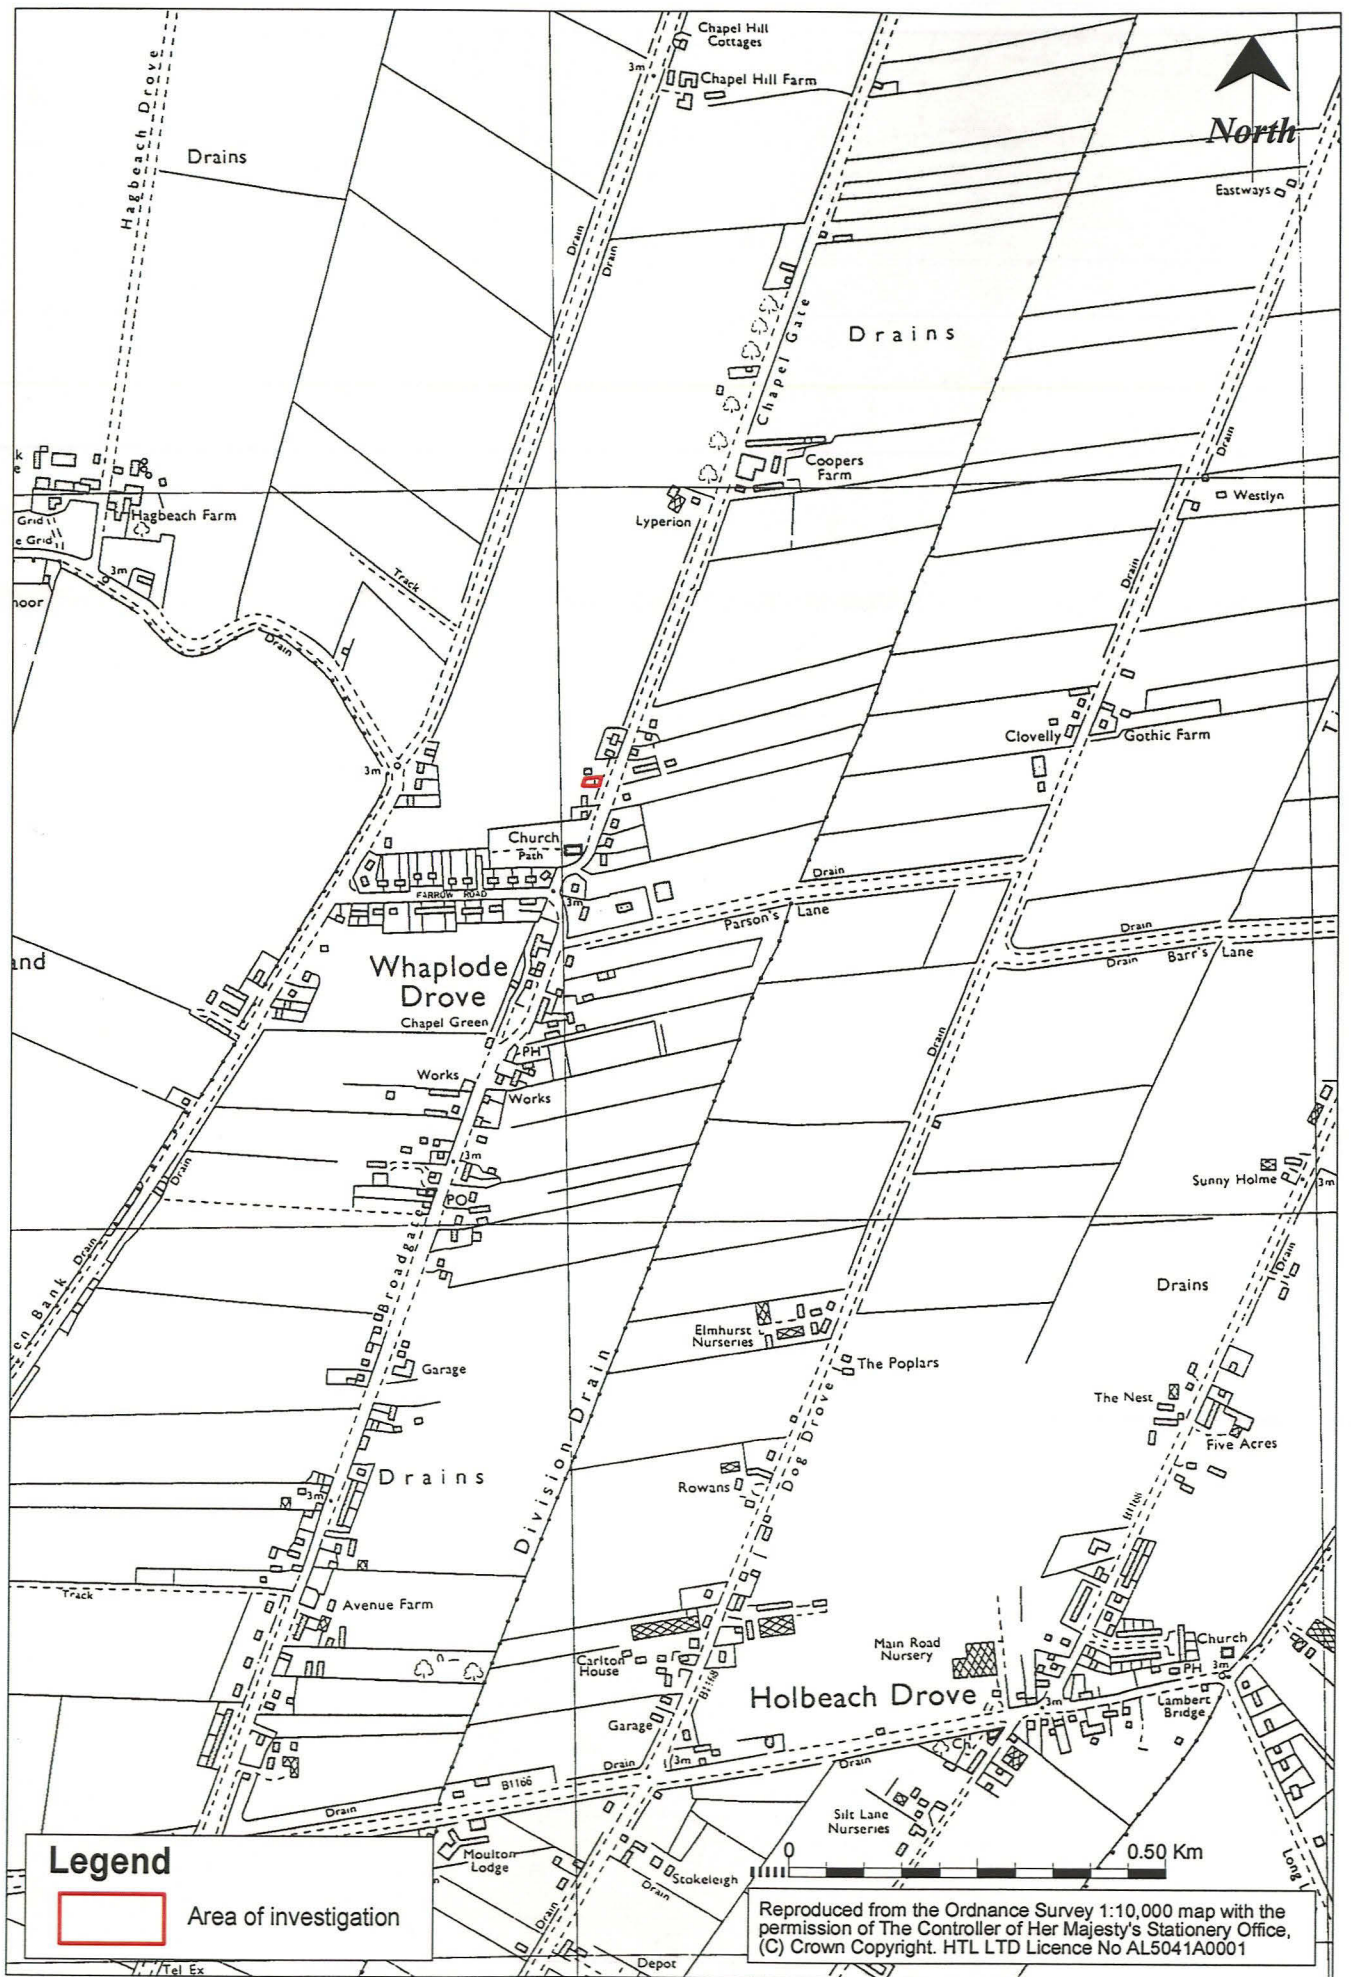 Chapel Hill
Cottages
3m
Chapel Hill Farm
North
Hagbeach Drove
Drains
Eastways
Drain
Drain
Chapel Gate
Drains
Drain
Coopers
Farm
Westlyn
Hagbeach Farm
Grid
Grid
Lyperion
3m
Track
Drain
Drain
Clovelly
Gothic Farm
3m
Church
Path
FARROW ROAD
3m
Drain
Parson's Lane
Drain
Drain
Barr's Lane
Whaplode
Drove
Chapel Green
Drain
PH
Works
Works
3m
Drain
PO
Sunny Holme
3m
Broadgate
Drain
Bank
Drain
Drains
Elmhurst
Nurseries
The Poplars
Garage
Division Drain
Dog Drove
The Nest
Five Acres
Drains
Rowans
3m
B1168
Track
Avenue Farm
Carlton
House
Main Road
Nursery
Church
3m
PH
B1168
Holbeach Drove
3m
Lambert
Bridge
Garage
Drain
3m
Ch
Drain
B1166
Drain
Silt Lane
Nurseries
Moulton
Lodge
Stokeleigh
Drain
Drain
Long
Depot
Tel Ex
Legend
Area of investigation
0
0.50 Km
Reproduced from the Ordnance Survey 1:10,000 map with the
permission of The Controller of Her Majesty's Stationery Office,
(C) Crown Copyright. HTL LTD Licence No AL5041A0001